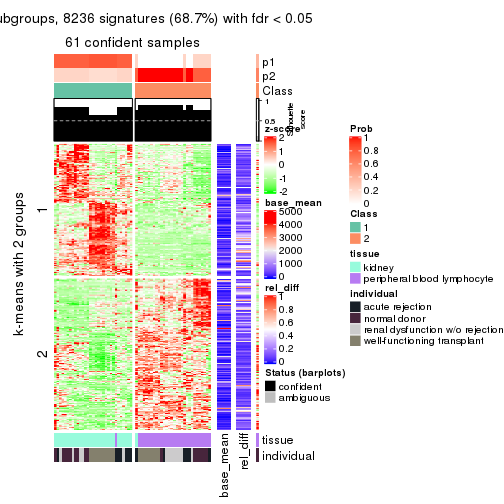 ubgroups, 8236 signatures (68.7%) with fdr < 0.05
61 confident samples
p1
p2
Class
1
0.5
0
Silhouette
score
k-means with 2 groups
1
2
z-score
2
1
0
-1
-2
base_mean
5000
4000
3000
2000
1000
0
rel_diff
1
0.8
0.6
0.4
0.2
0
Status (barplots)
confident
ambiguous
Prob
1
0.8
0.6
0.4
0.2
0
Class
1
2
tissue
kidney
peripheral blood lymphocyte
individual
acute rejection
normal donor
renal dysfunction w/o rejection
well-functioning transplant
tissue
individual
base_mean
rel_diff